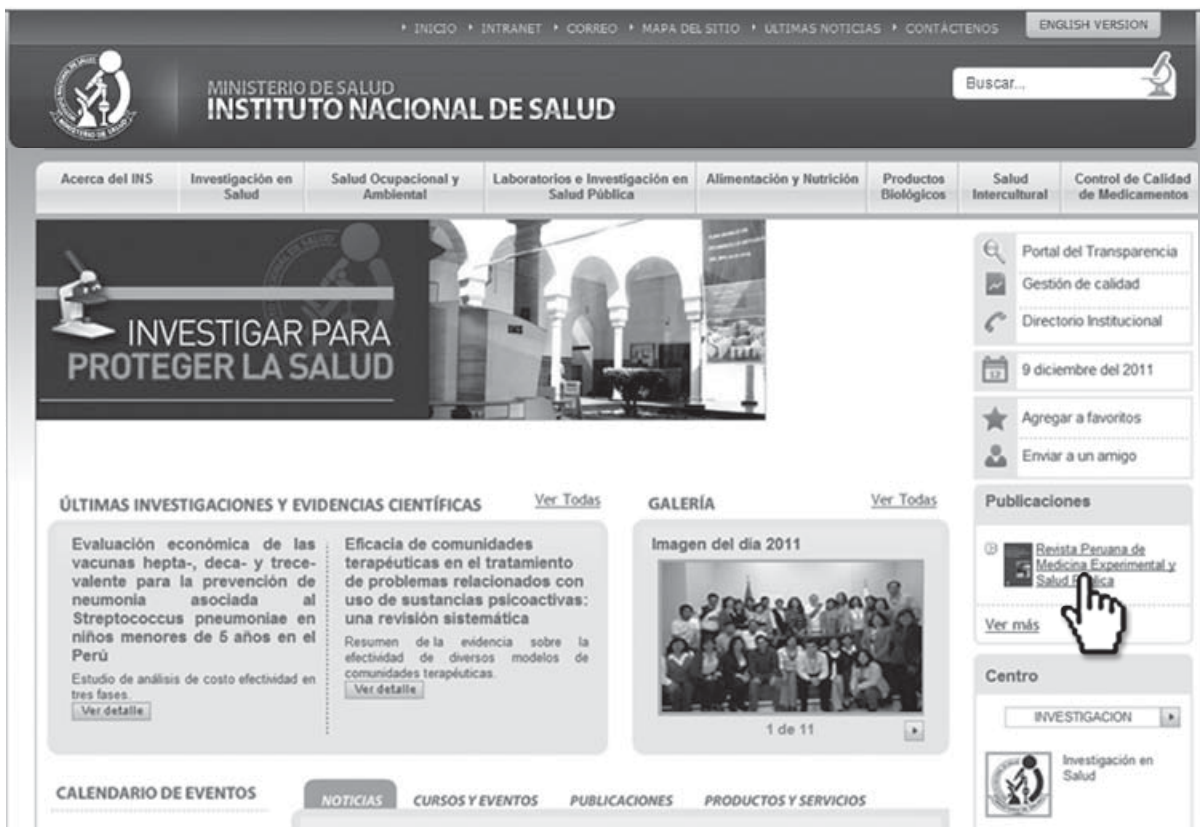 INICIO INTRANET CORREO MAPA DEL SITIO ULTIMAS NOTICIAS CONTÁCTENOS ENGLISH VERSION
MINISTERIO DE SALUD
INSTITUTO NACIONAL DE SALUD
Buscar...
Acerca del INS
Investigación en
Salud
Salud Ocupacional y
Ambiental
Laboratorios e Investigación en
Salud Pública
Alimentación y Nutrición
Productos
Biológicos
Salud
Intercultural
Control de Calidad
de Medicamentos
INVESTIGAR PARA
PROTEGER LA SALUD
INS
Portal del Transparencia
Gestión de calidad
Directorio Institucional
12
9 diciembre del 2011
Agregar a favoritos
Enviar a un amigo
ÚLTIMAS INVESTIGACIONES Y EVIDENCIAS CIENTÍFICAS
Ver Todas
Evaluación económica de las
vacunas hepta-, deca- y trece-
valente para la prevención de
neumonia asociada al
Streptococcus pneumoniae en
niños menores de 5 años en el
Perú
Estudio de análisis de costo efectividad en
tres fases.
Ver detalle
Eficacia de comunidades
terapéuticas en el tratamiento
de problemas relacionados con
uso de sustancias psicoactivas:
una revisión sistemática
Resumen de la evidencia sobre la
efectividad de diversos modelos de
comunidades terapéuticas.
Ver detalle
GALERÍA
Ver Todas
Imagen del día 2011
1 de 11
Publicaciones
Revista Peruana de
Medicina Experimental y
Salud
Ver más
Centro
INVESTIGACION
Investigación en
Salud
CALENDARIO DE EVENTOS
NOTICIAS
CURSOS Y EVENTOS
PUBLICACIONES
PRODUCTOS Y SERVICIOS